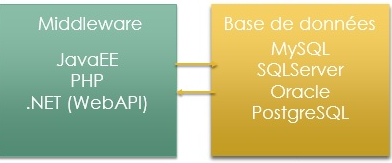 Middleware
JavaEE
PHP
.NET (WebAPI)
Base de données
MySQL
SQLServer
Oracle
PostgreSQL